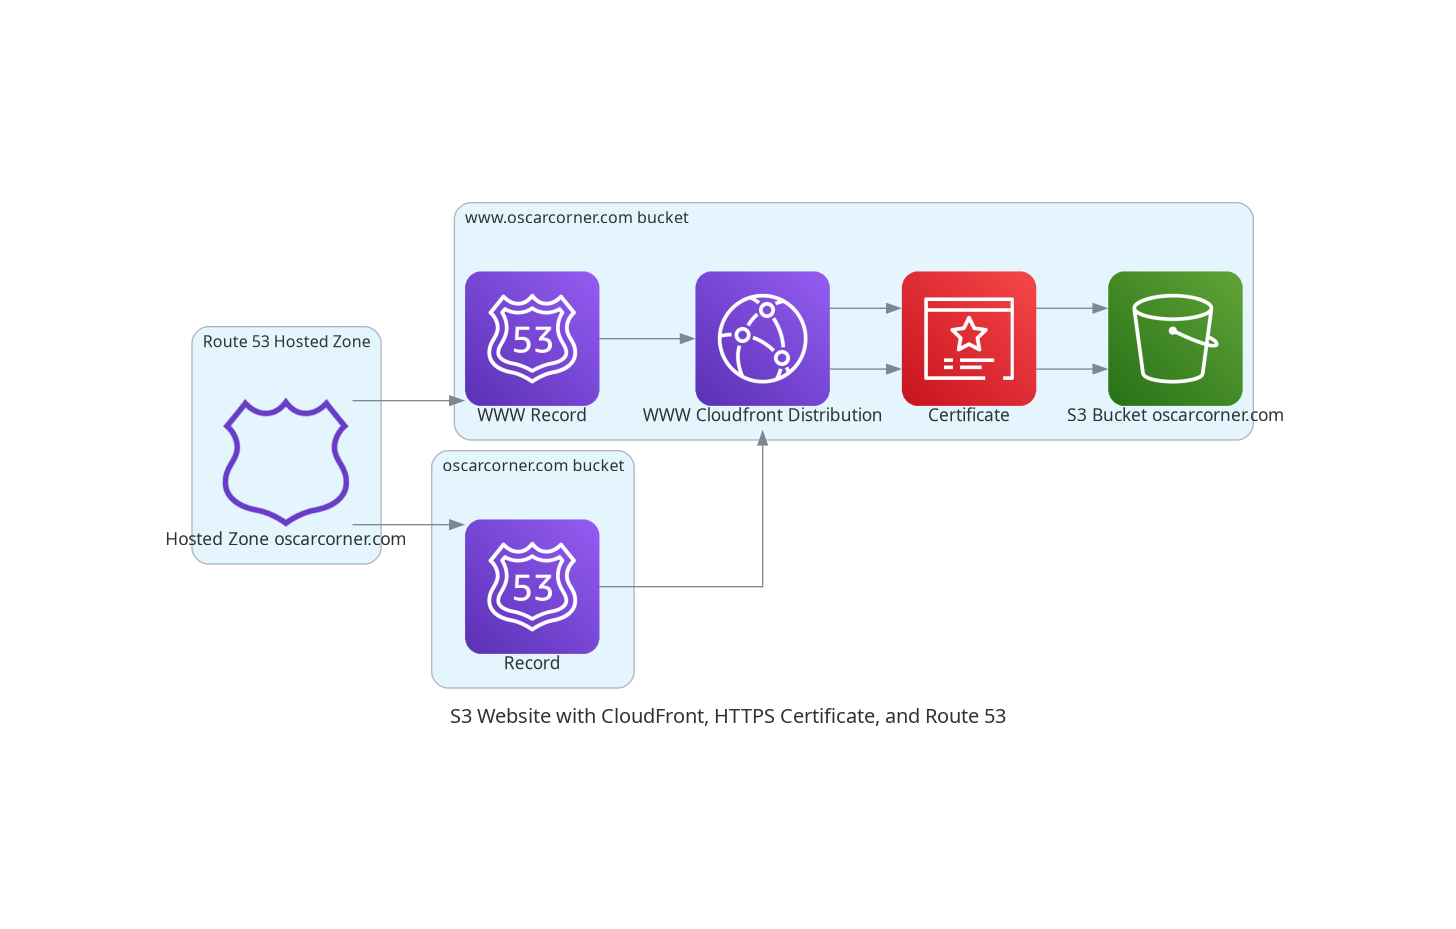 www.oscarcorner.com bucket
53
WWW Record
WWW Cloudfront Distribution
Certificate
S3 Bucket oscarcorner.com
Route 53 Hosted Zone
Hosted Zone oscarcorner.com
oscarcorner.com bucket
53
Record
S3 Website with CloudFront, HTTPS Certificate, and Route 53